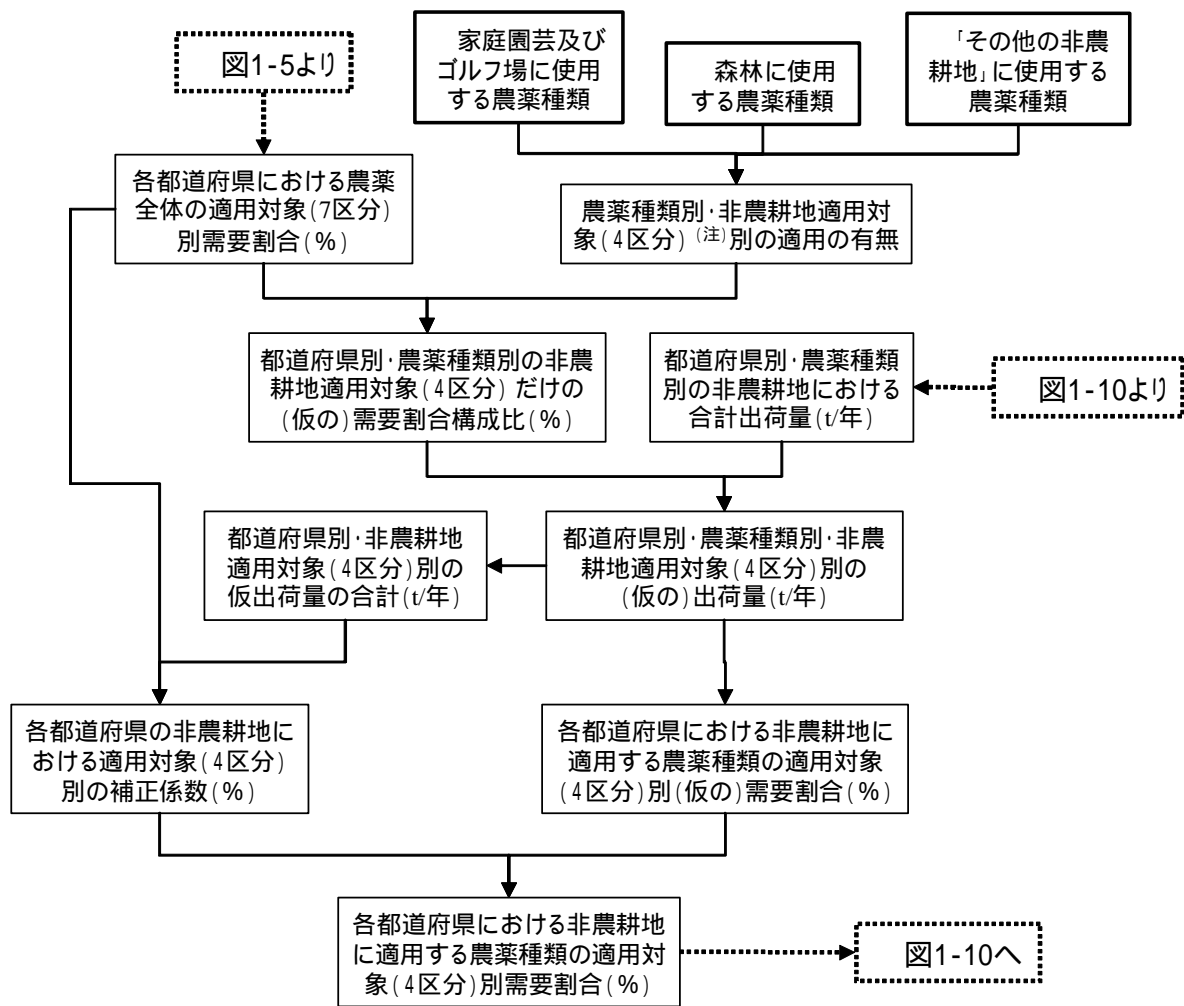 図1-5より
家庭園芸及び
ゴルフ場に使用
する農薬種類
森林に使用
する農薬種類
「その他の非農
耕地」に使用する
農薬種類
各都道府県における農薬
全体の適用対象(7区分)
別需要割合(%)
農薬種類別・非農耕地適用対
象(4区分)(注)別の適用の有無
都道府県別・農薬種類別の非農
耕地適用対象(4区分)だけの
(仮の)需要割合構成比(%)
都道府県別・農薬種類
別の非農耕地における
合計出荷量(t/年)
図1-10より
都道府県別・非農耕地
適用対象(4区分)別の
仮出荷量の合計(t/年)
都道府県別・農薬種類別・非農
耕地適用対象(4区分)別の
(仮の)出荷量(t/年)
各都道府県の非農耕地に
おける適用対象(4区分)
別の補正係数(%)
各都道府県における非農耕地に
適用する農薬種類の適用対象
(4区分)別(仮の)需要割合(%)
各都道府県における非農耕地
に適用する農薬種類の適用対
象(4区分)別需要割合(%)
図1-10へ